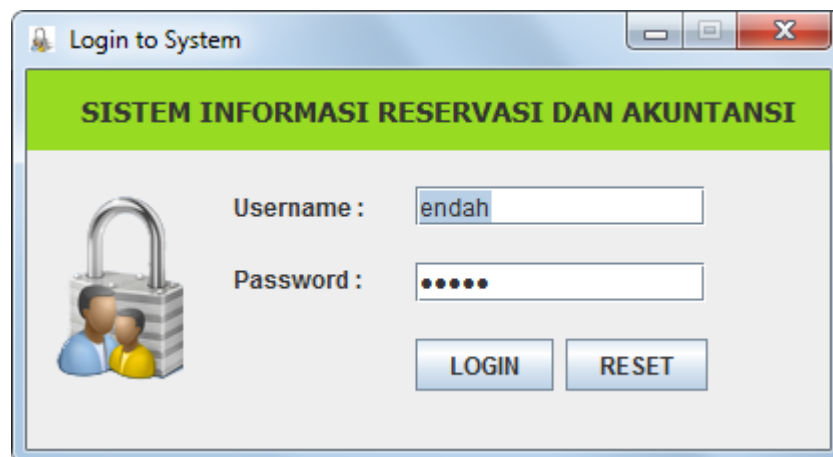 Login to System
SISTEM INFORMASI RESERVASI DAN AKUNTANSI
Username : endah
Password : •••••
LOGIN RESET